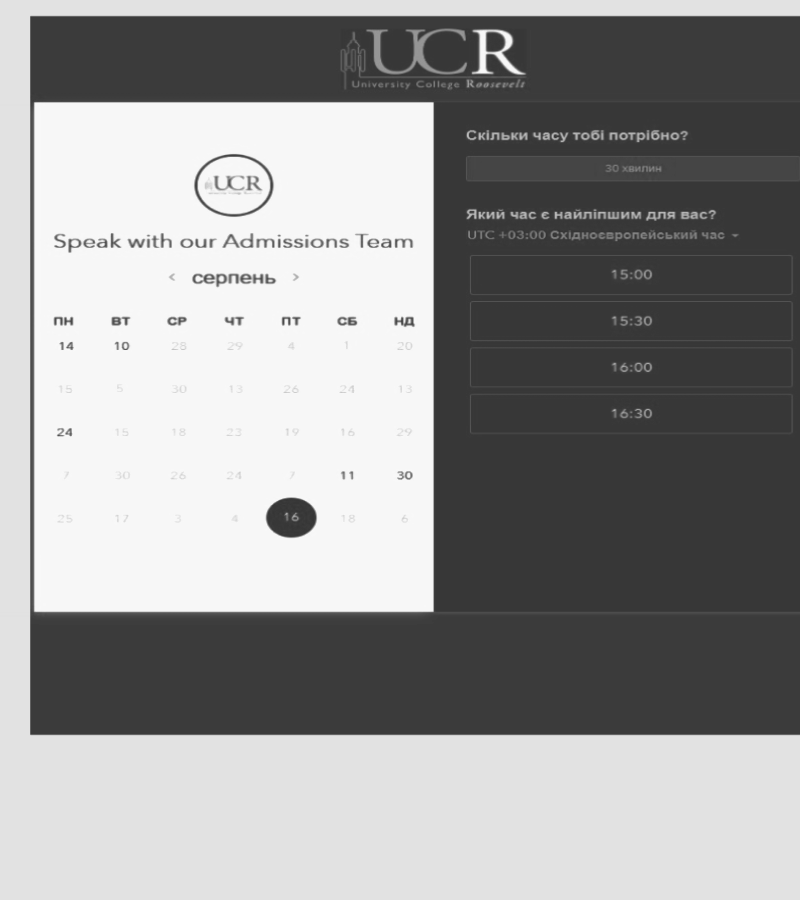 UCR
University College Roosevelt
UCR
Speak with our Admissions Team
< серпень >
ПН ВТ СР ЧТ ПТ СБ НД
14 10 28 29 4 1 20
15 5 30 13 26 24 13
24 15 18 23 19 16 29
7 30 26 24 7 11 30
25 17 3 4 16 18 6
Скільки часу тобі потрібно?
30 хвилин
Який час є найліпшим для вас?
UTC +03:00 Східноєвропейський час
15:00
15:30
16:00
16:30